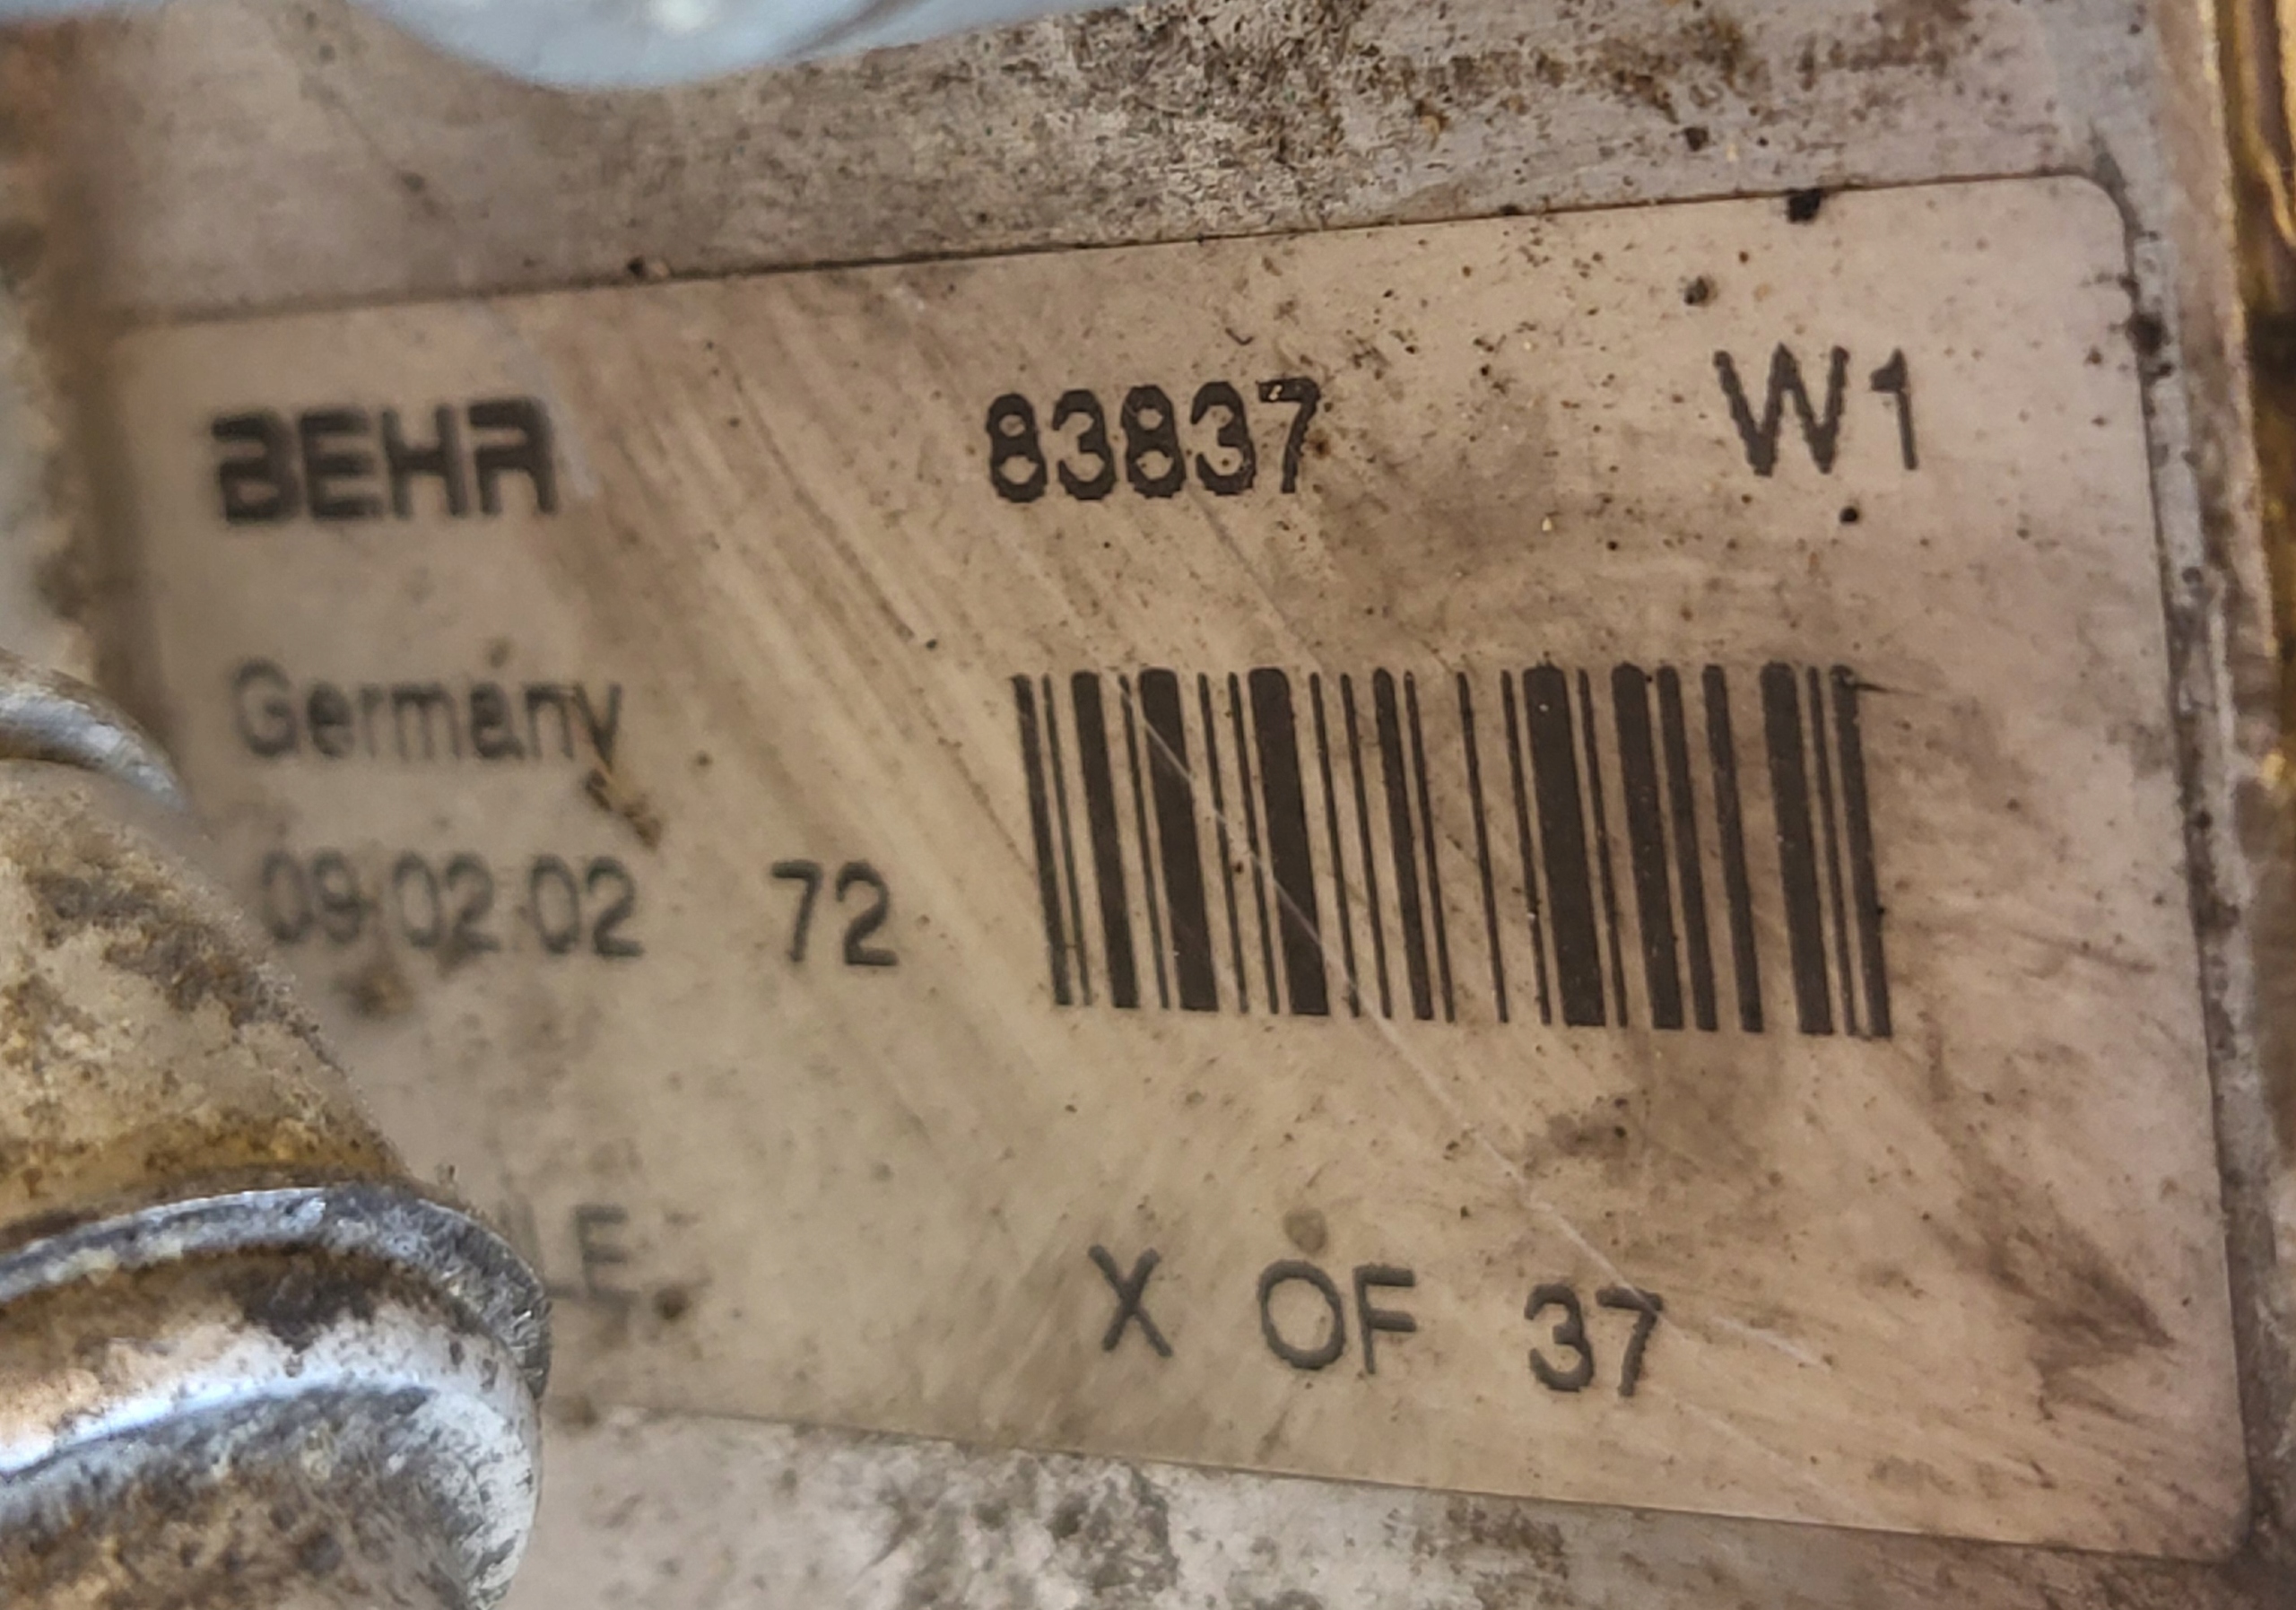 BEHR 83837 W1
Germany
09.02.02 72
X OF 37